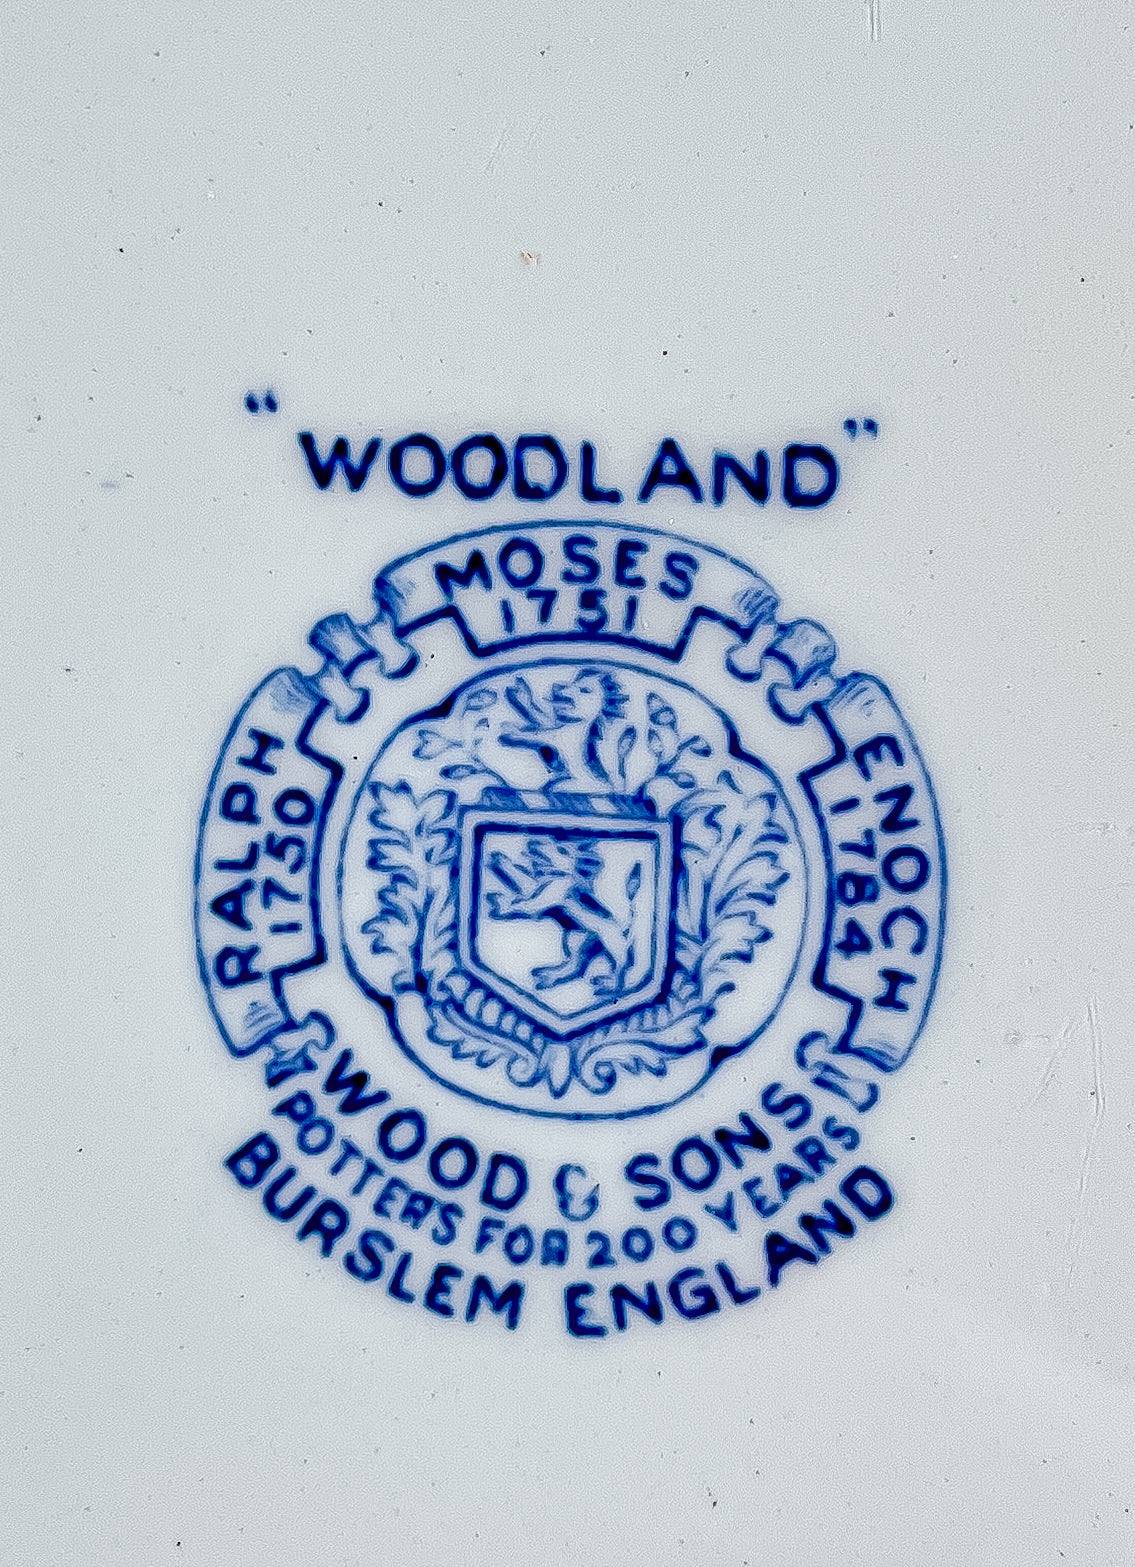 "WOODLAND"
MOSES
1751
RALPH
1750
ENOCH
1784
WOOD & SONS
POTTERS FOR 200 YEARS
BURSLEM ENGLAND